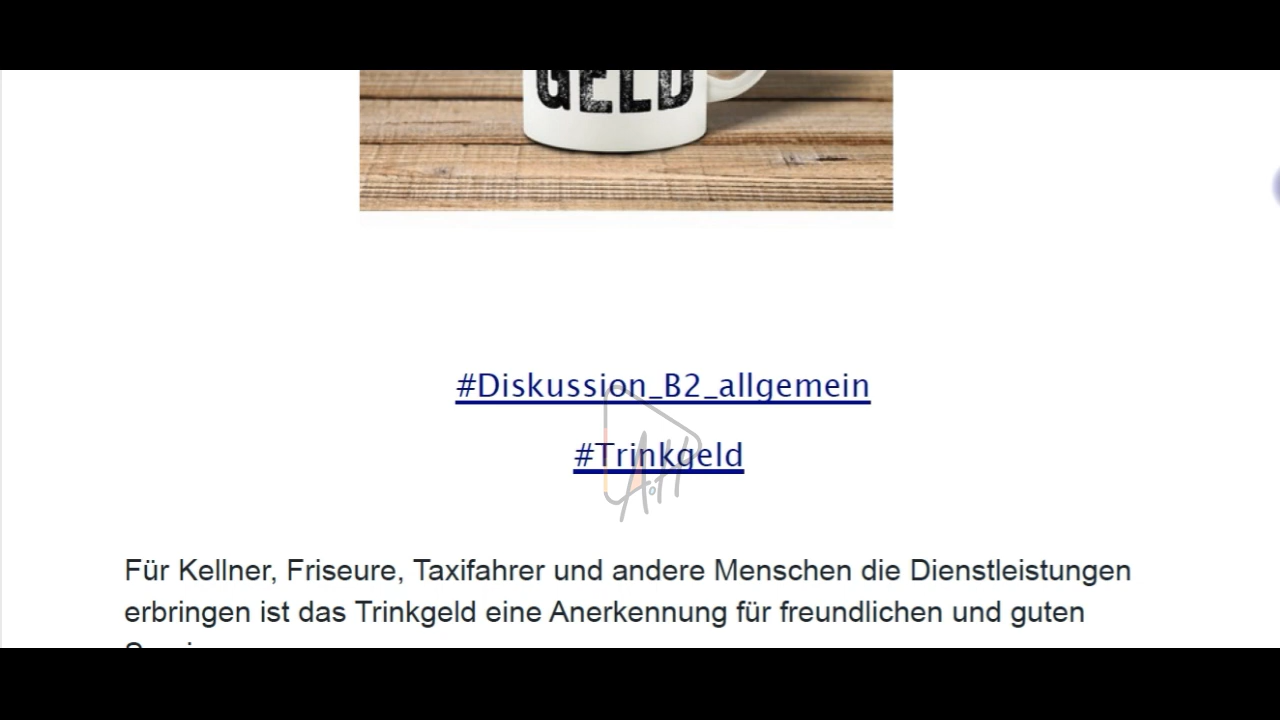 GELD
#Diskussion_B2_allgemein
#Trinkgeld
A.H
Für Kellner, Friseure, Taxifahrer und andere Menschen die Dienstleistungen
erbringen ist das Trinkgeld eine Anerkennung für freundlichen und guten